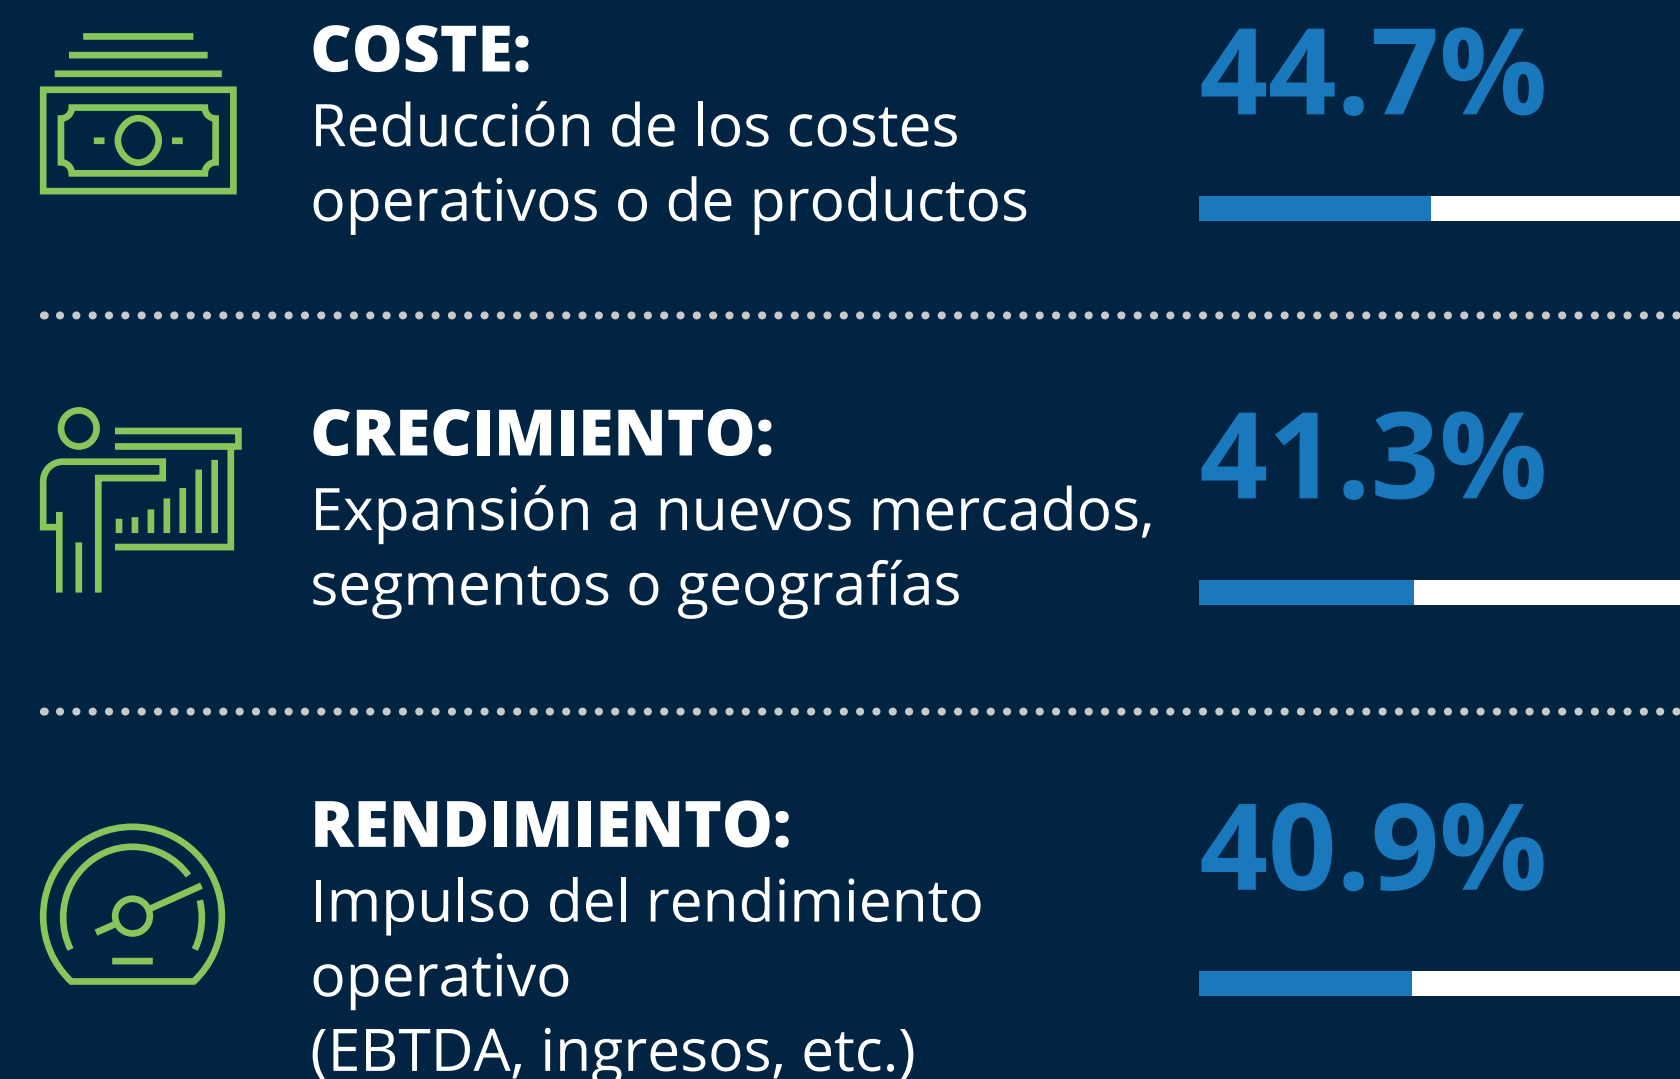 COSTE:
Reducción de los costes
operativos o de productos
44.7%
CRECIMIENTO:
Expansión a nuevos mercados,
segmentos o geografías
41.3%
RENDIMIENTO:
Impulso del rendimiento
operativo
(EBTDA, ingresos, etc.)
40.9%